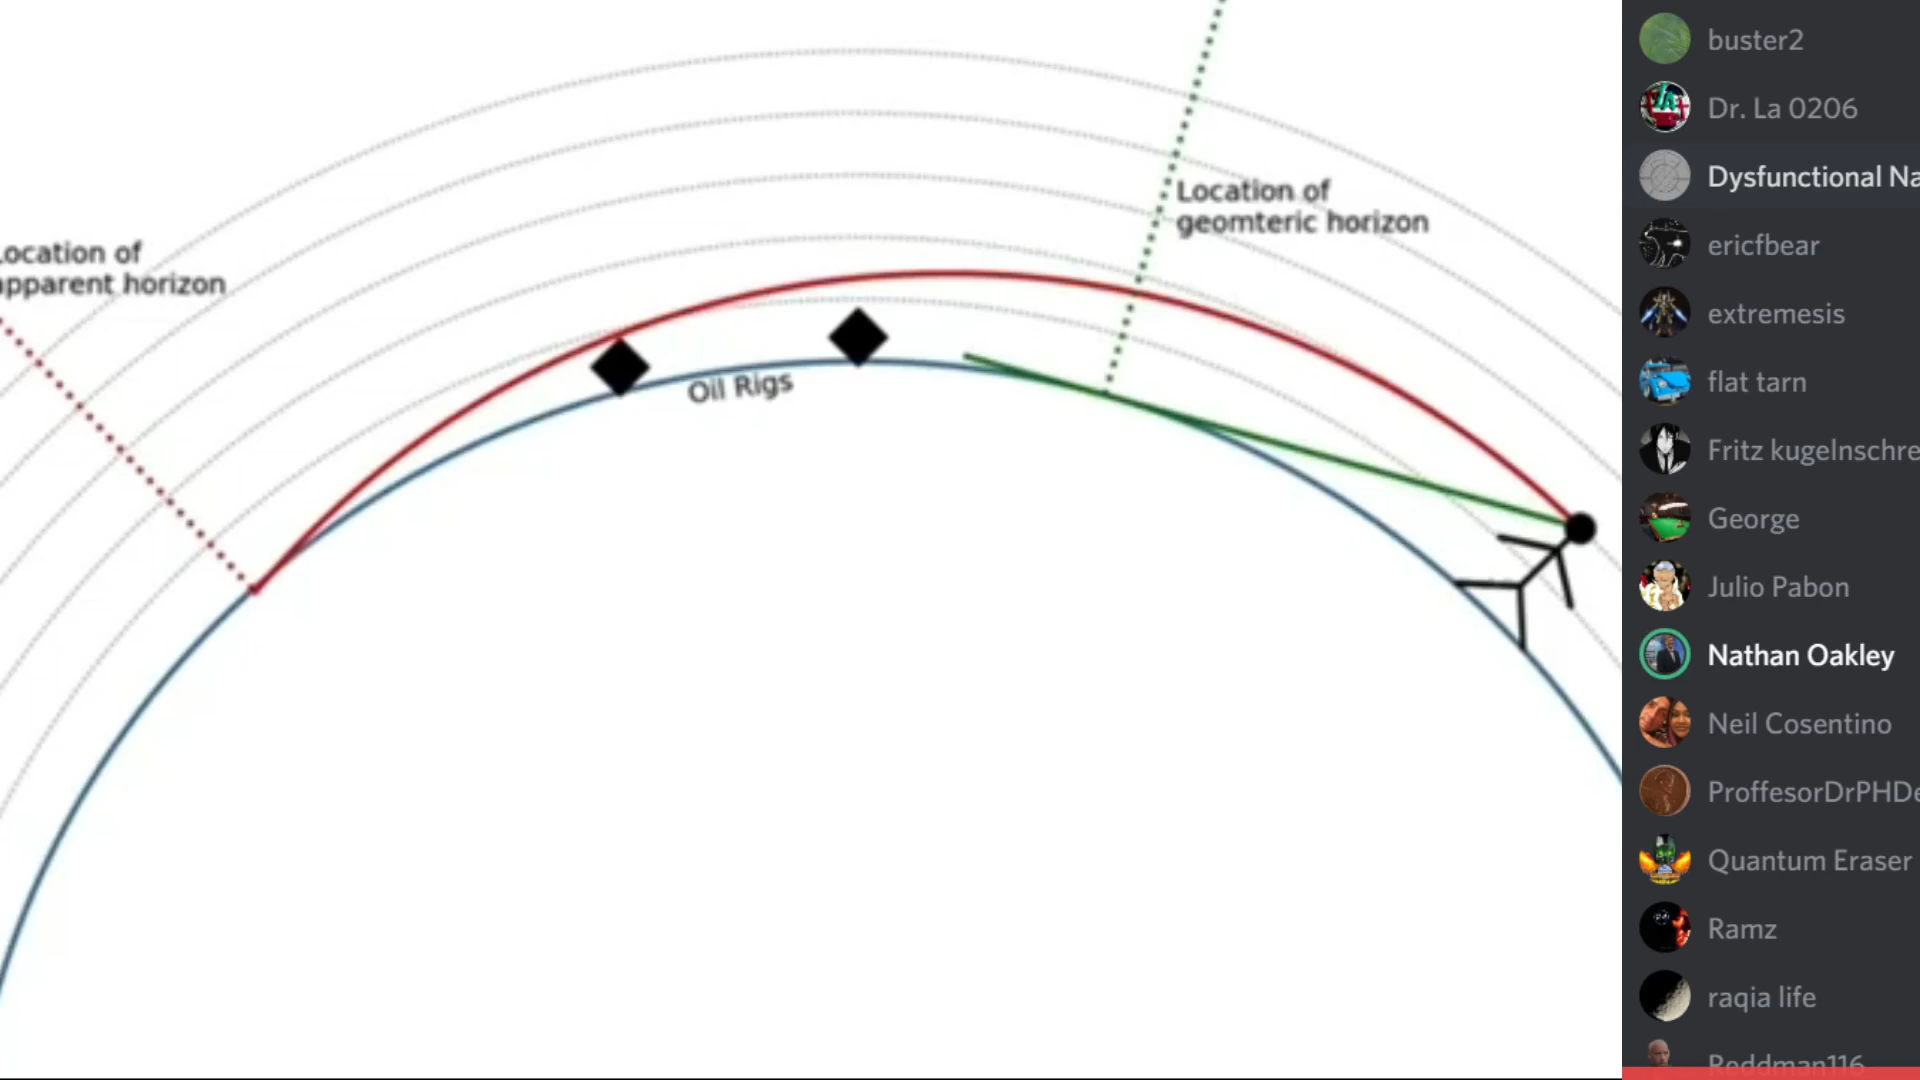 Location of
geomteric horizon
ocation of
apparent horizon
Oil Rigs
buster2
Dr. La 0206
Dysfunctional Na
ericfbear
extremesis
flat tarn
Fritz kugelnschre
George
Julio Pabon
Nathan Oakley
Neil Cosentino
ProffesorDrPHDe
Quantum Eraser
Ramz
raqia life
Reddman116